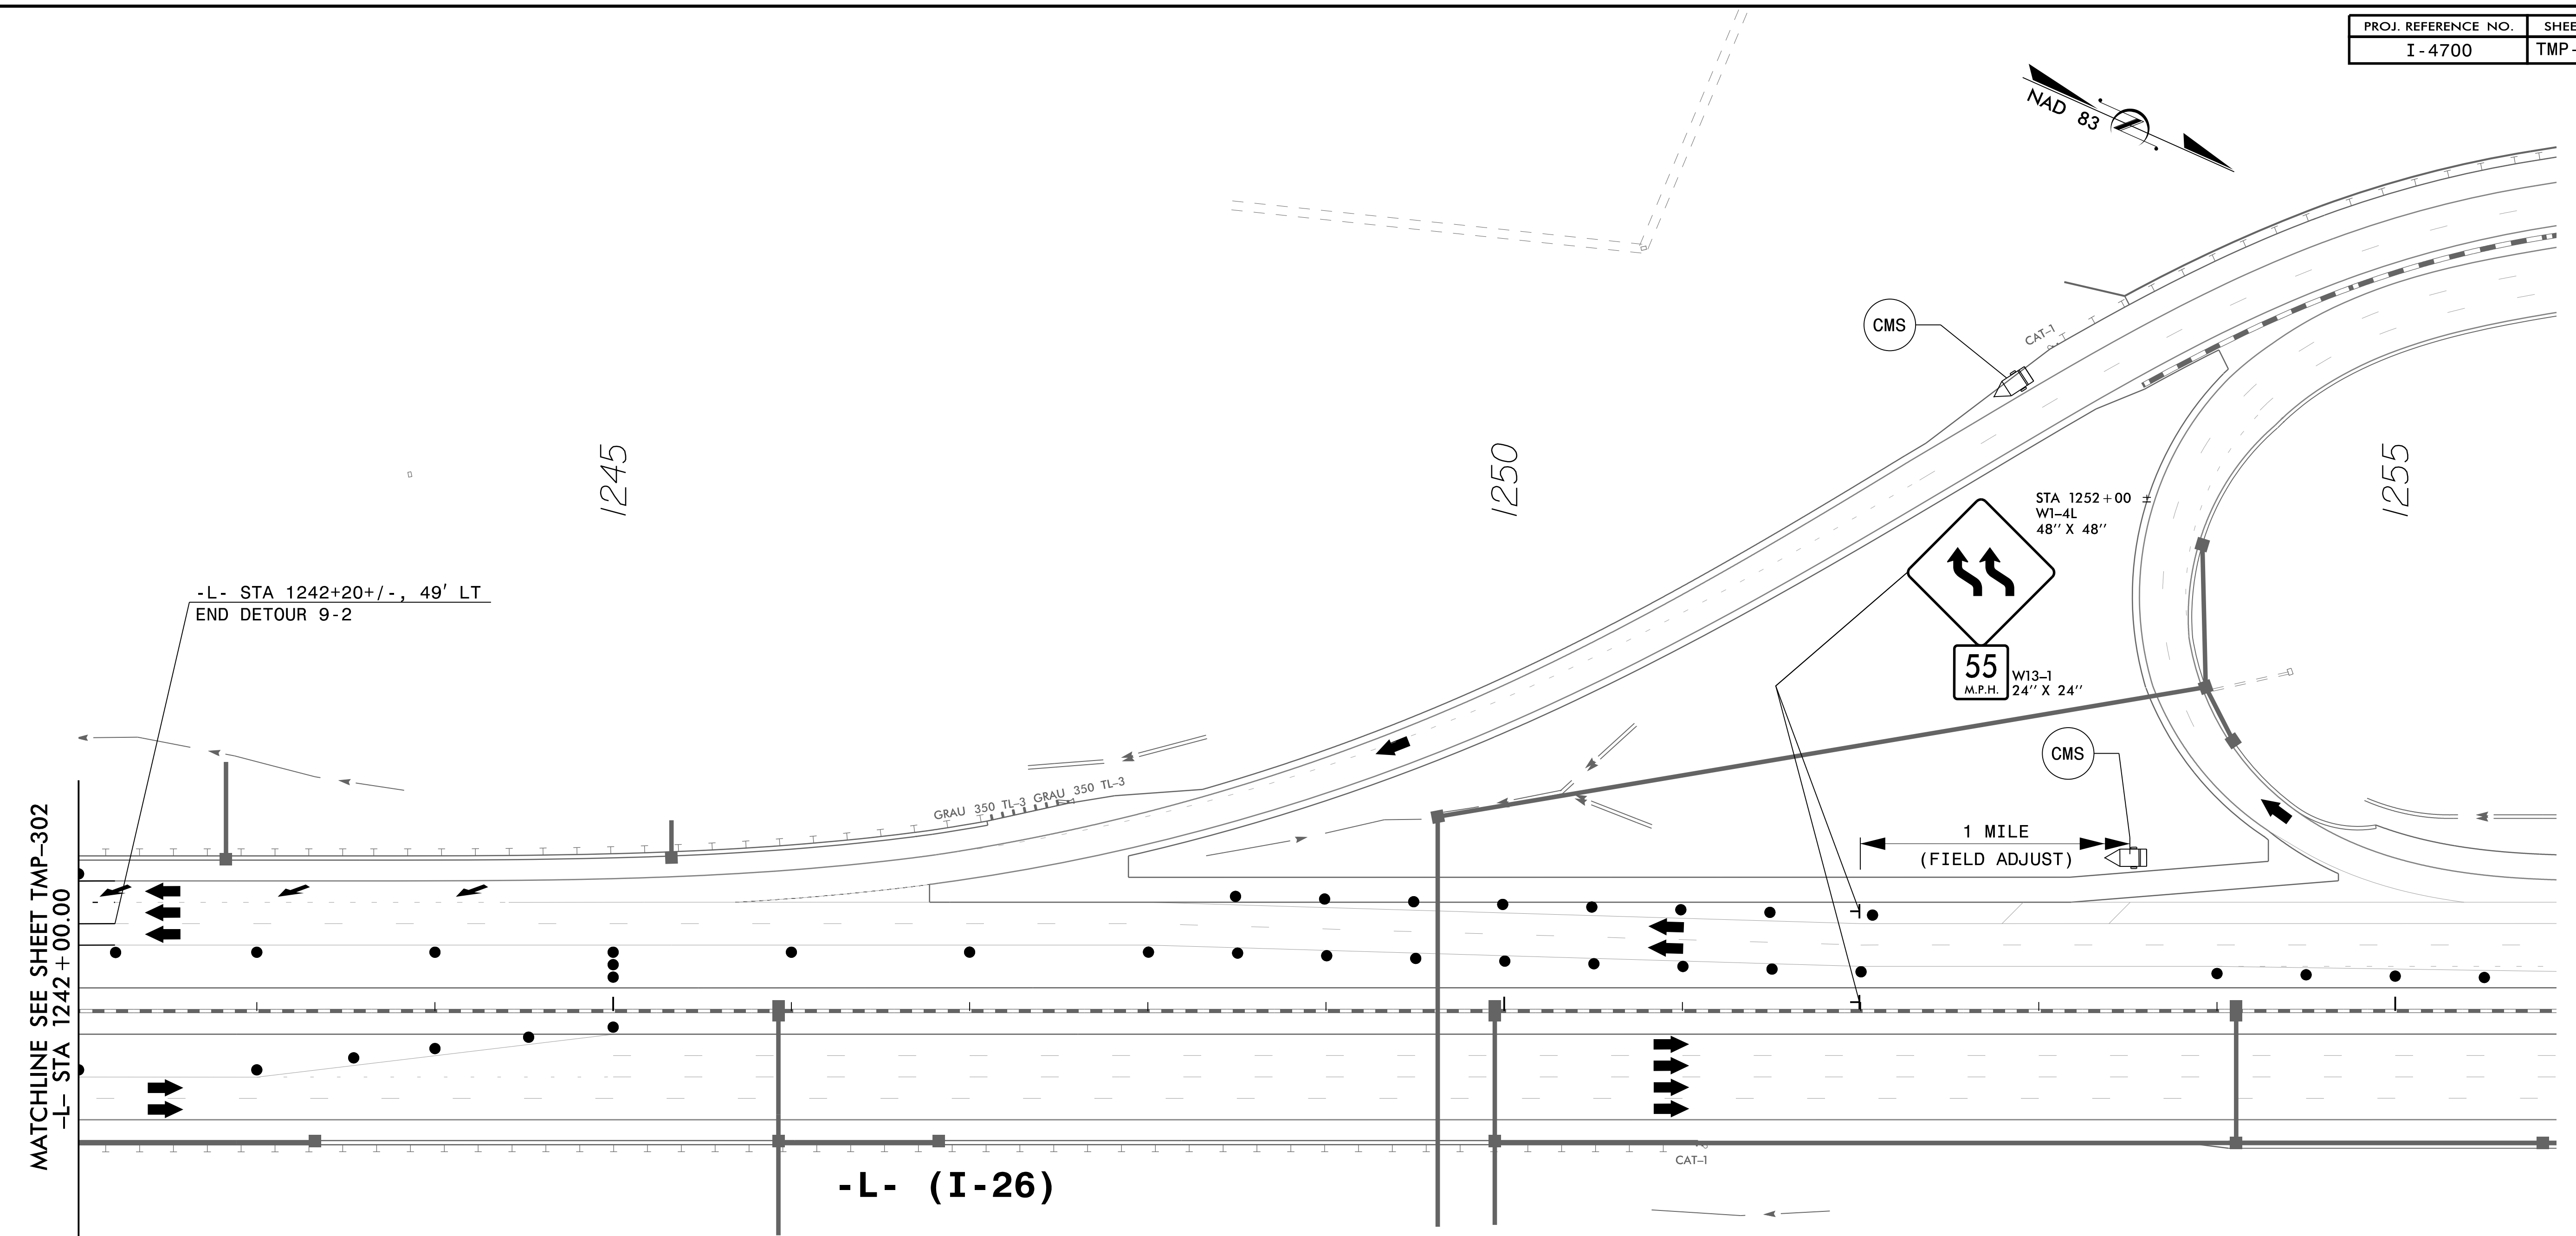 PROJ. REFERENCE NO.
I-4700
TMP-
NAD 83
CMS
CAT-1
1245
1250
1255
STA 1252+00 ±
W1-4L
48" X 48"
-L- STA 1242+20+/-, 49' LT
END DETOUR 9-2
55
M.P.H.
W13-1
24" X 24"
CMS
GRAU 350 TL-3 GRAU 350 TL-3
1 MILE
(FIELD ADJUST)
MATCHLINE SEE SHEET TMP-302
-L- STA 1242+00.00
CAT-1
-L- (I-26)